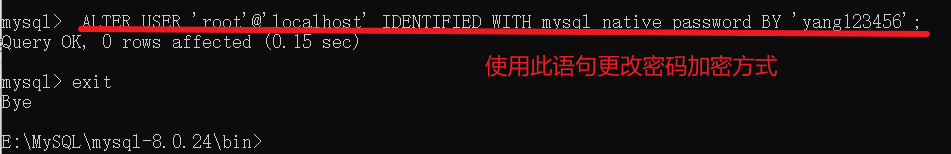 mysql> ALTER USER 'root'@'localhost' IDENTIFIED WITH mysql_native_password BY 'yang123456';
Query OK, 0 rows affected (0.15 sec)
使用此语句更改密码加密方式
mysql> exit
Bye
E:\MySQL\mysql-8.0.24\bin>